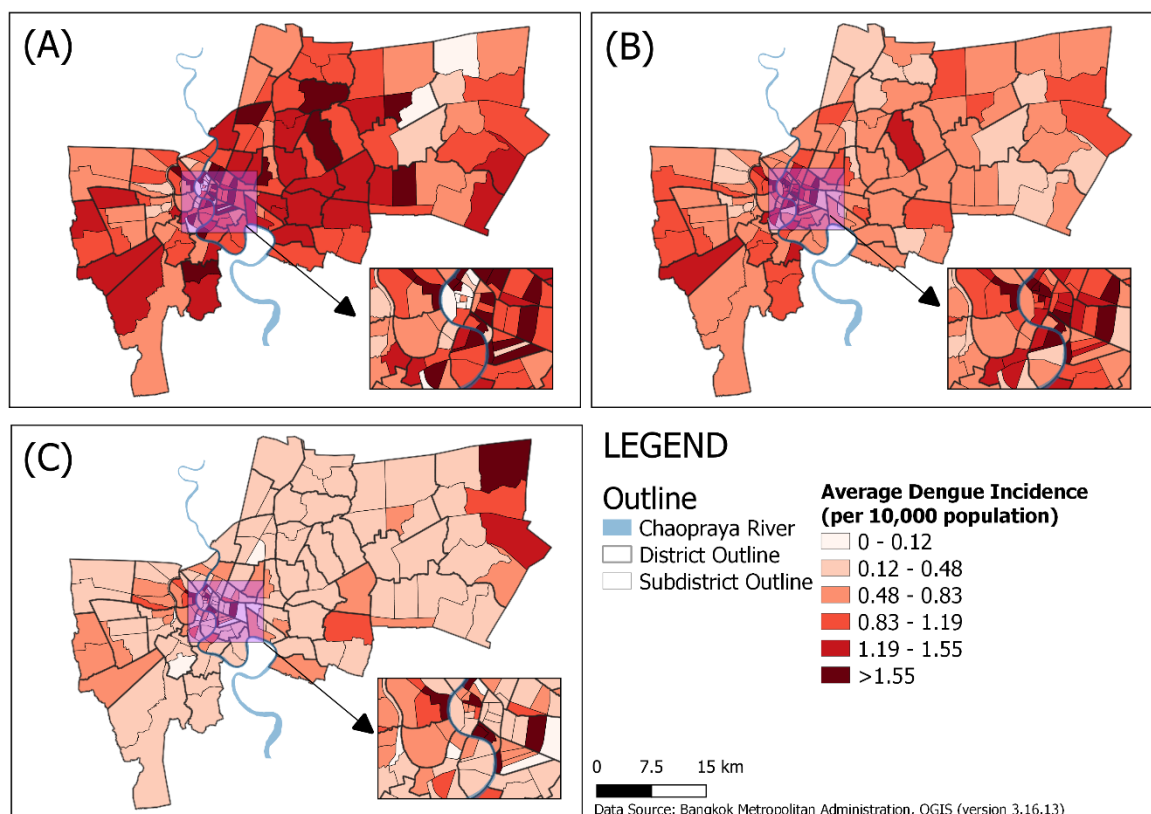 (A)
(B)
(C)
LEGEND
Outline
Chaopraya River
District Outline
Subdistrict Outline
Average Dengue Incidence
(per 10,000 population)
0 - 0.12
0.12 - 0.48
0.48 - 0.83
0.83 - 1.19
1.19 - 1.55
>1.55
0 7.5 15 km
Data Source: Bangkok Metropolitan Administration, QGIS (version 3.16.13)